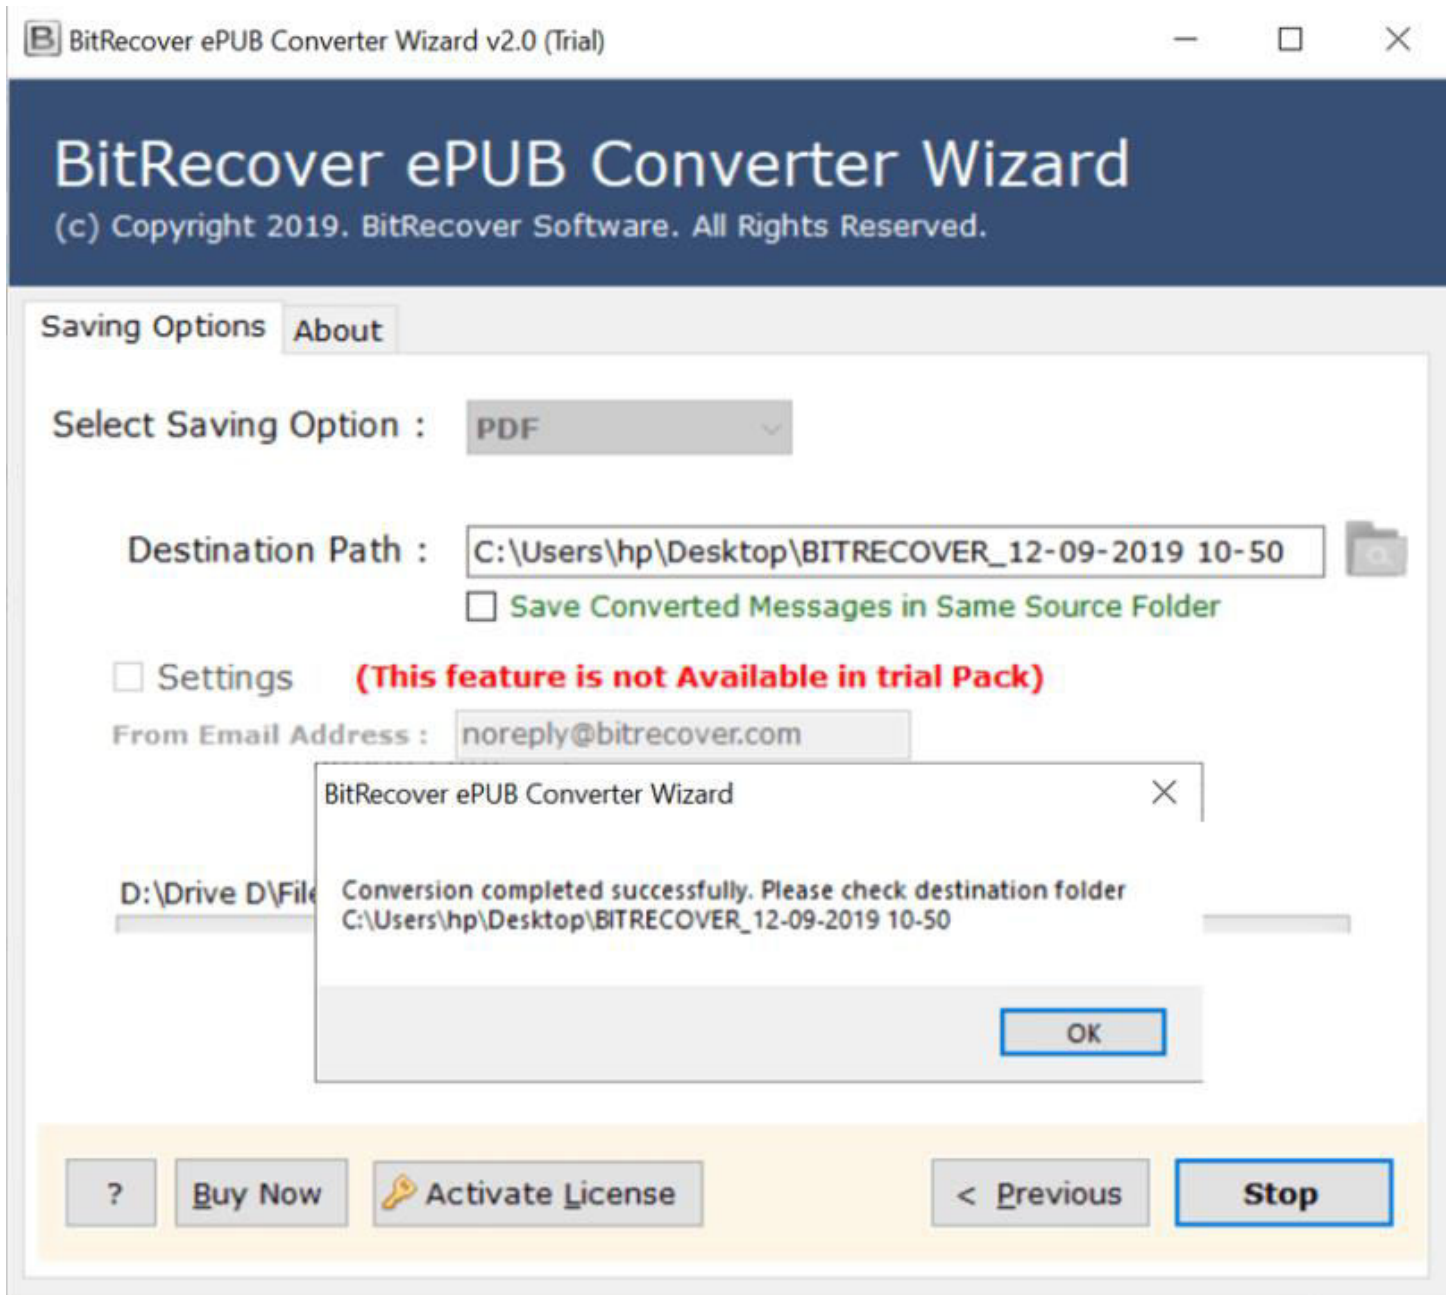 B BitRecover ePUB Converter Wizard v2.0 (Trial)
BitRecover ePUB Converter Wizard
(c) Copyright 2019. BitRecover Software. All Rights Reserved.
Saving Options About
Select Saving Option : PDF
Destination Path : C:\Users\hp\Desktop\BITRECOVER_12-09-2019 10-50
Save Converted Messages in Same Source Folder
Settings (This feature is not Available in trial Pack)
From Email Address : noreply@bitrecover.com
BitRecover ePUB Converter Wizard
D:\Drive D\File
Conversion completed successfully. Please check destination folder
C:\Users\hp\Desktop\BITRECOVER_12-09-2019 10-50
OK
? Buy Now Activate License < Previous Stop